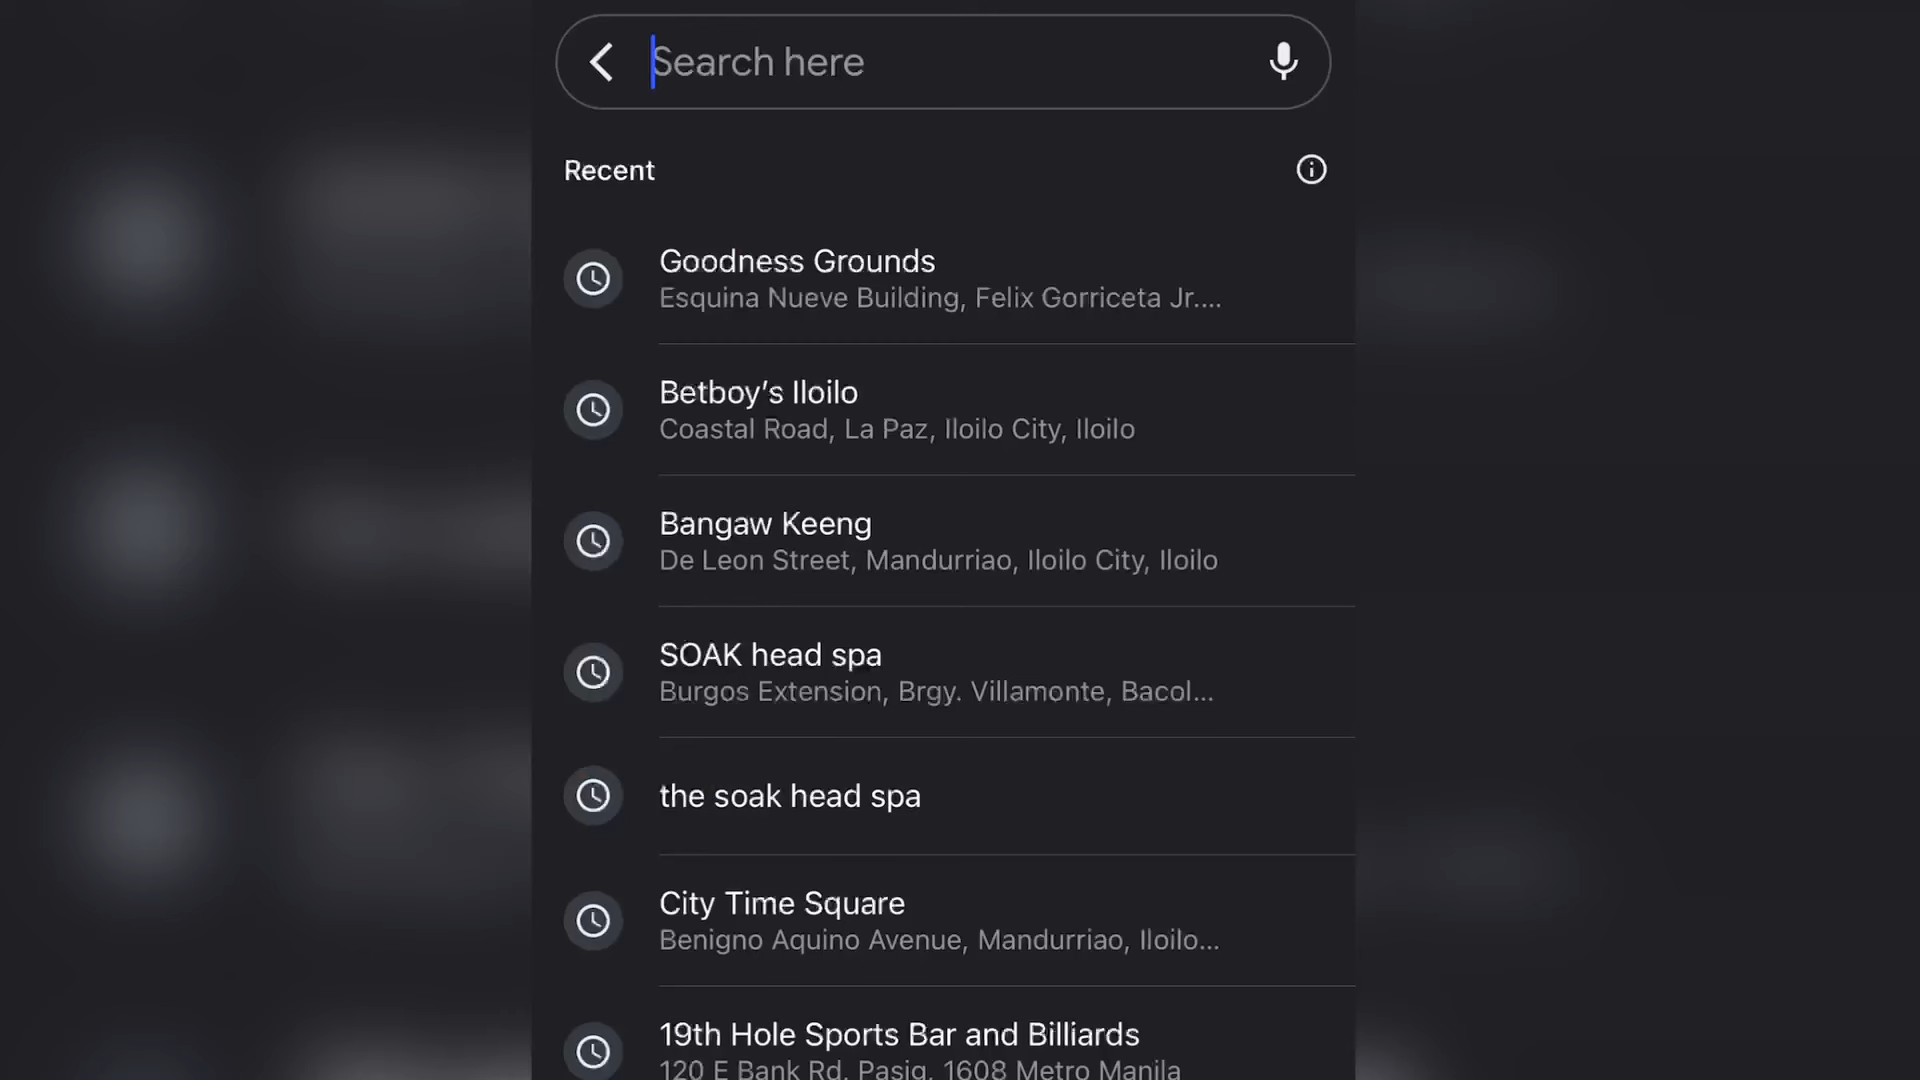 Search here
Recent
Goodness Grounds
Esquina Nueve Building, Felix Gorriceta Jr....
Betboy’s Iloilo
Coastal Road, La Paz, Iloilo City, Iloilo
Bangaw Keeng
De Leon Street, Mandurriao, Iloilo City, Iloilo
SOAK head spa
Burgos Extension, Brgy. Villamonte, Bacol...
the soak head spa
City Time Square
Benigno Aquino Avenue, Mandurriao, Iloilo...
19th Hole Sports Bar and Billiards
120 E Bank Rd, Pasig, 1608 Metro Manila